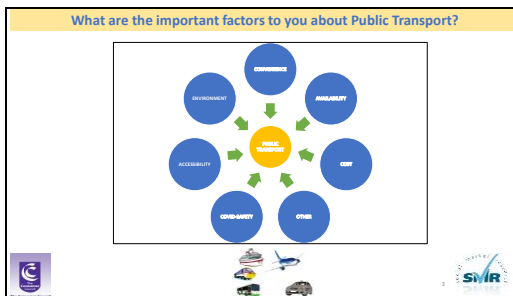 What are the important factors to you about Public Transport?
CONVENIENCE
ENVIRONMENT
AVAILABILITY
PUBLIC
TRANSPORT
ACCESSIBILITY
COST
COVID-SAFETY
OTHER
SMR